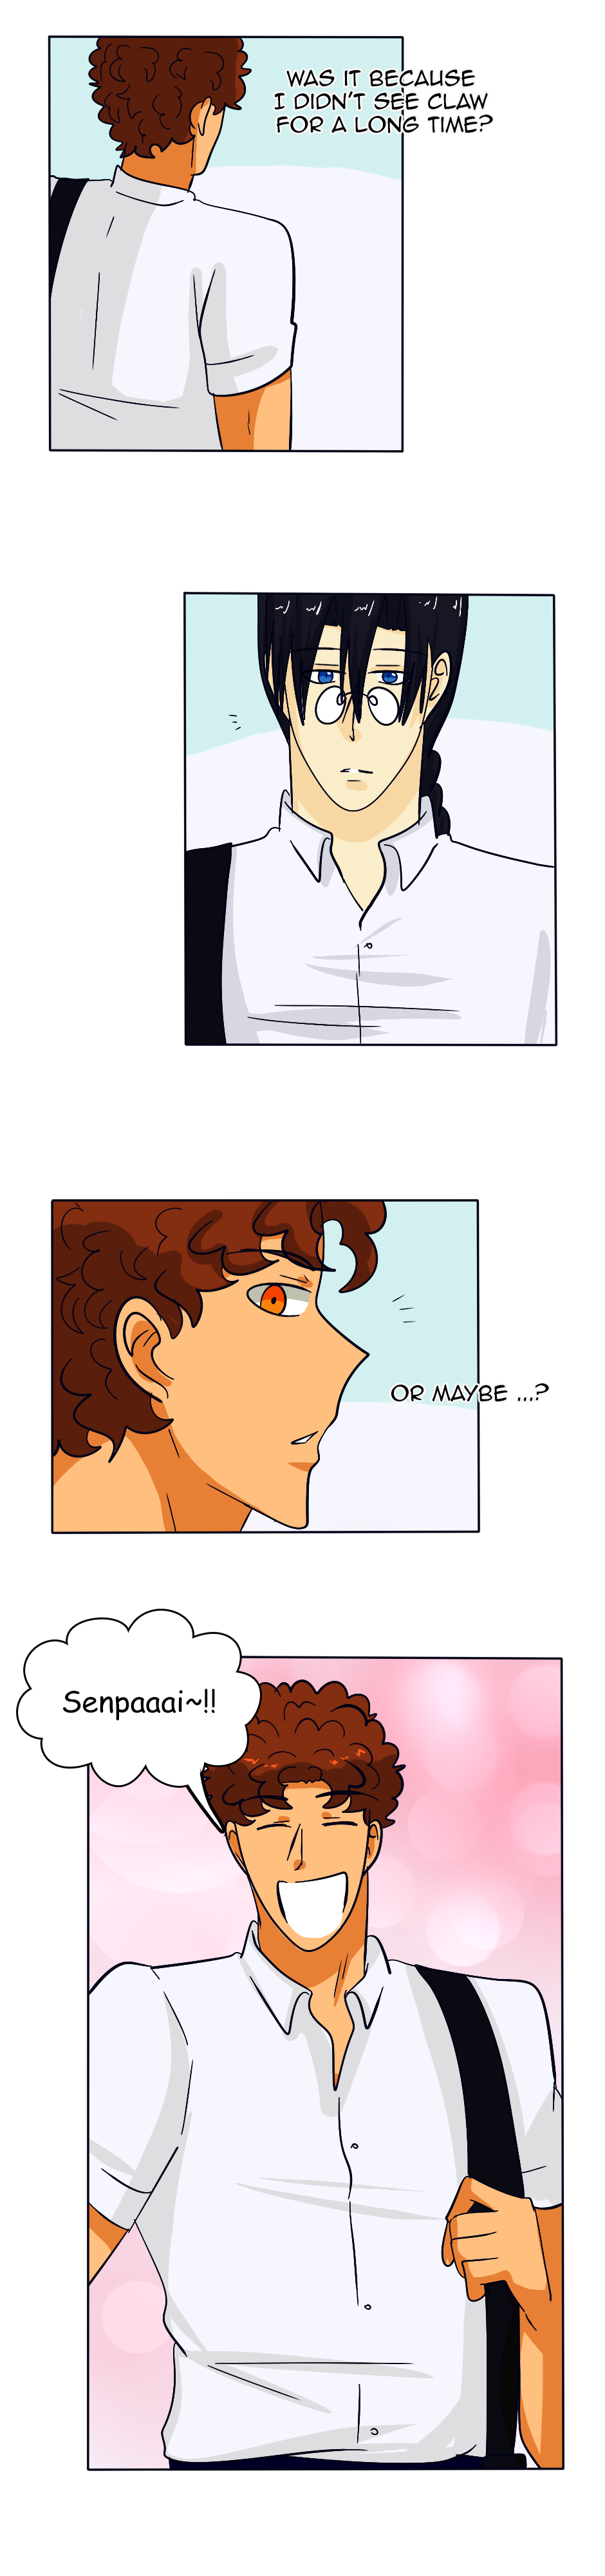 WAS IT BECAUSE
I DIDN'T SEE CLAW
FOR A LONG TIME?
OR MAYBE ...?
Senpaaai~!!